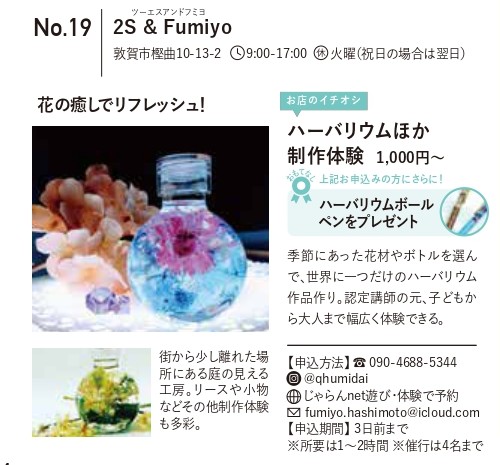 No.19
ツーエスアンドフミヨ
2S & Fumiyo
敦賀市樫曲10-13-2 9:00-17:00 休 火曜(祝日の場合は翌日)
花の癒しでリフレッシュ!
お店のイチオシ
ハーバリウムほか
制作体験 1,000円〜
おもてなし
上記お申込みの方にさらに!
ハーバリウムボール
ペンをプレゼント
季節にあった花材やボトルを選ん
で、世界に一つだけのハーバリウム
作品作り。認定講師の元、子どもか
ら大人まで幅広く体験できる。
街から少し離れた場
所にある庭の見える
工房。リースや小物
などその他制作体験
も多彩。
【申込方法】☎ 090-4688-5344
@qhumidai
じゃらんnet遊び・体験で予約
fumiyo.hashimoto@icloud.com
【申込期間】3日前まで
※所要は1〜2時間 ※催行は4名まで